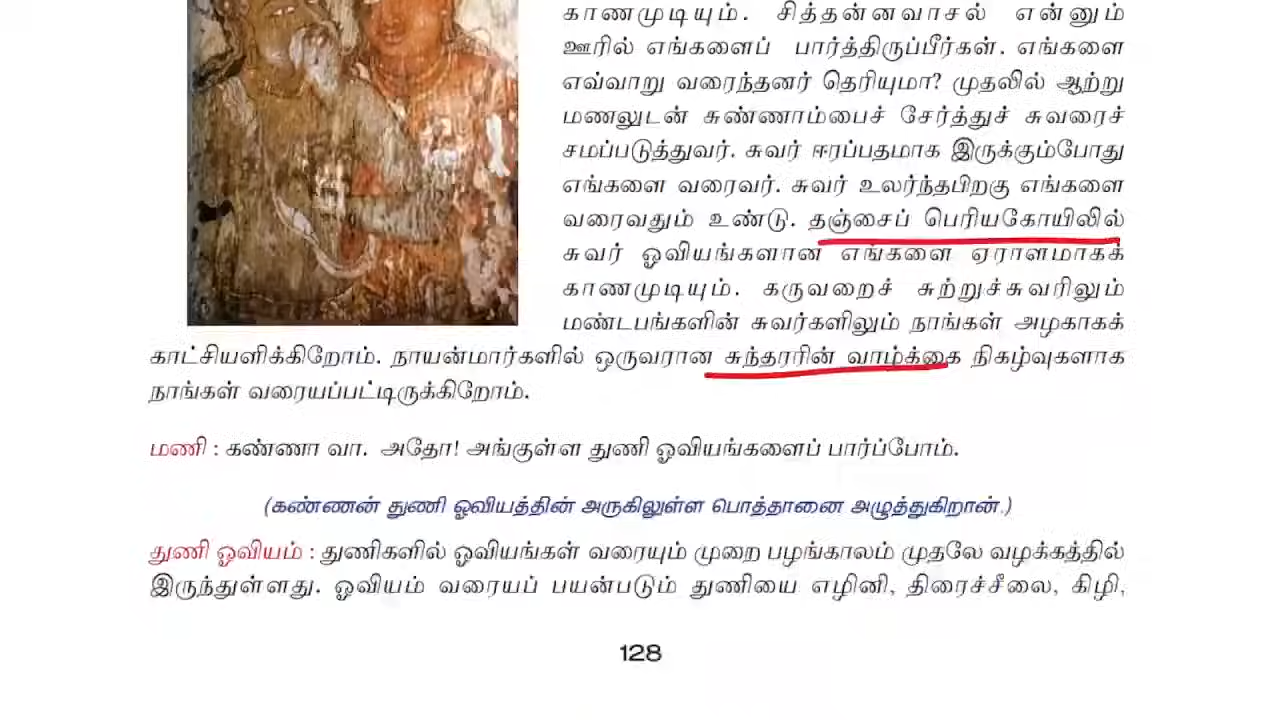 காணமுடியும். சித்தன்னவாசல் என்னும்
ஊரில் எங்களைப் பார்த்திருப்பீர்கள். எங்களை
எவ்வாறு வரைந்தனர் தெரியுமா? முதலில் ஆற்று
மணலுடன் சுண்ணாம்பைச் சேர்த்துச் சுவரைச்
சமப்படுத்துவர். சுவர் ஈரப்பதமாக இருக்கும்போது
எங்களை வரைவர். சுவர் உலர்ந்தபிறகு எங்களை
வரைவதும் உண்டு. தஞ்சைப் பெரியகோயிலில்
சுவர் ஓவியங்களான எங்களை ஏராளமாகக்
காணமுடியும். கருவறைச் சுற்றுச்சுவரிலும்
மண்டபங்களின் சுவர்களிலும் நாங்கள் அழகாகக்
காட்சியளிக்கிறோம். நாயன்மார்களில் ஒருவரான சுந்தரரின் வாழ்க்கை நிகழ்வுகளாக
நாங்கள் வரையப்பட்டிருக்கிறோம்.
மணி : கண்ணா வா. அதோ! அங்குள்ள துணி ஓவியங்களைப் பார்ப்போம்.
(கண்ணன் துணி ஓவியத்தின் அருகிலுள்ள பொத்தானை அழுத்துகிறான்.)
துணி ஓவியம் : துணிகளில் ஓவியங்கள் வரையும் முறை பழங்காலம் முதலே வழக்கத்தில்
இருந்துள்ளது. ஓவியம் வரையப் பயன்படும் துணியை எழினி, திரைச்சீலை, கிழி,
128